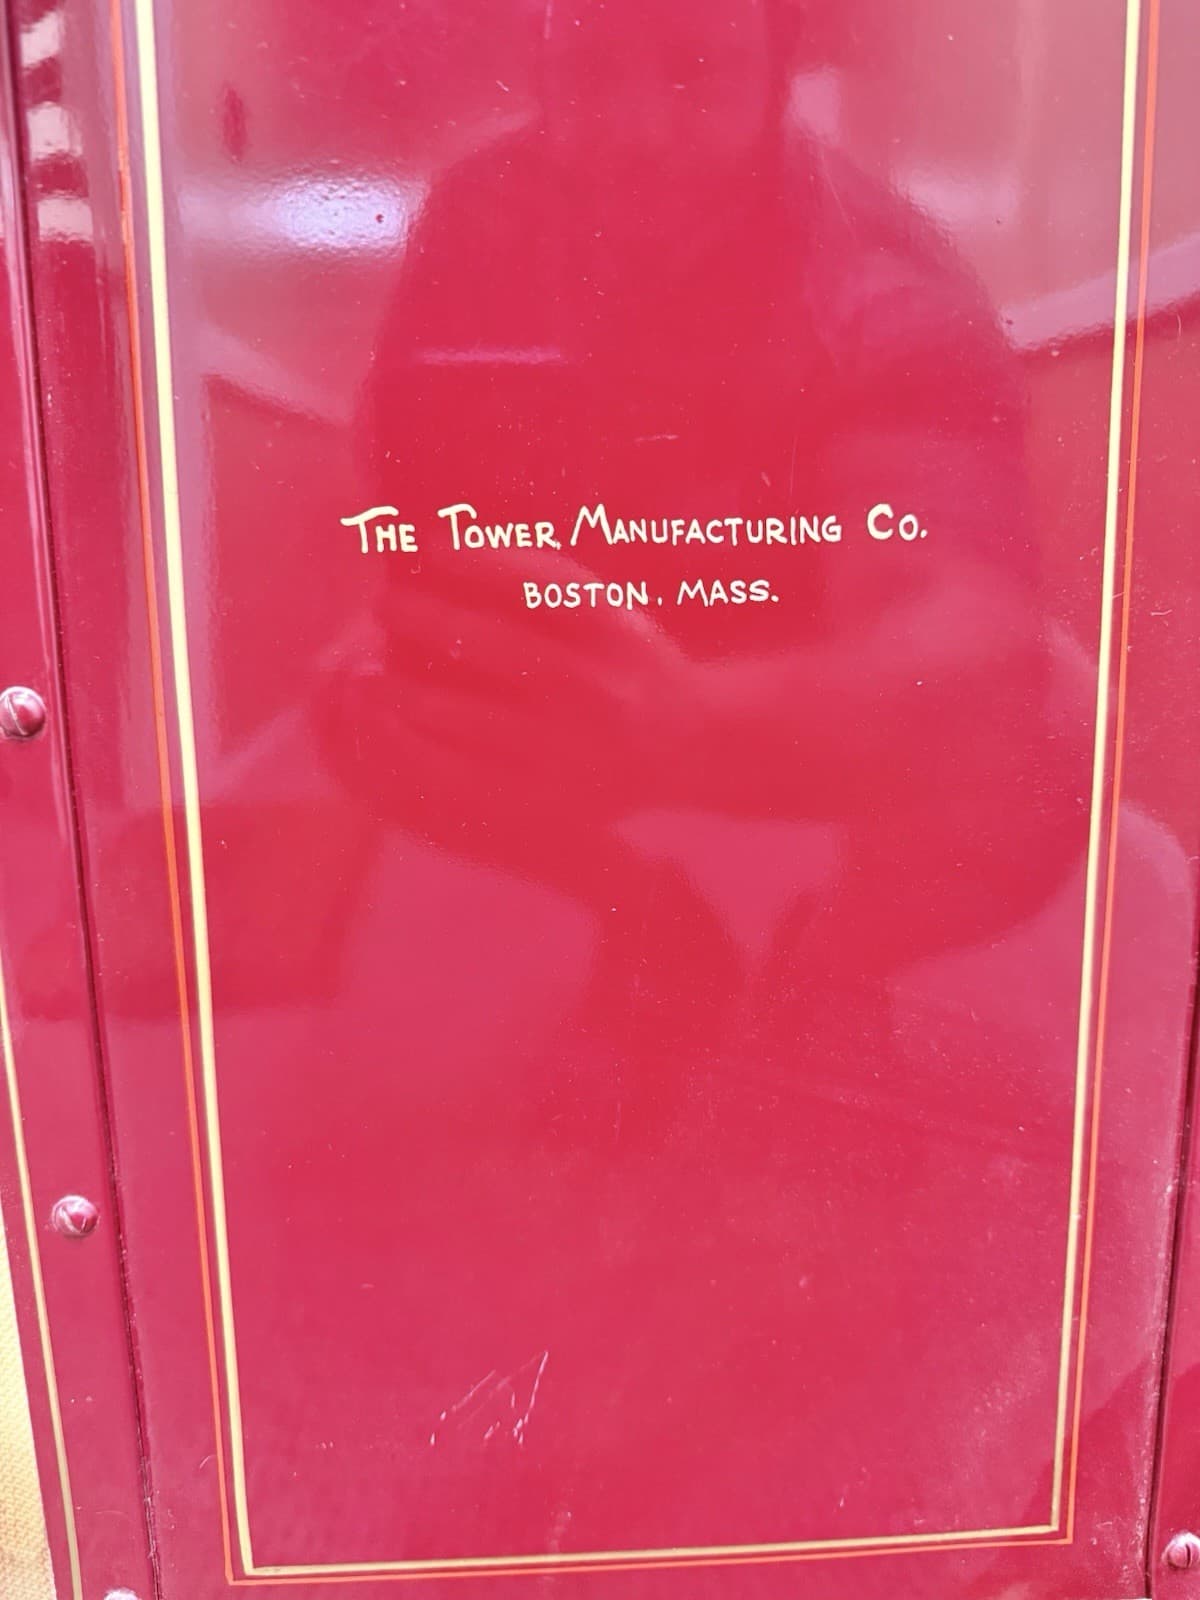 THE TOWER MANUFACTURING CO.
BOSTON, MASS.